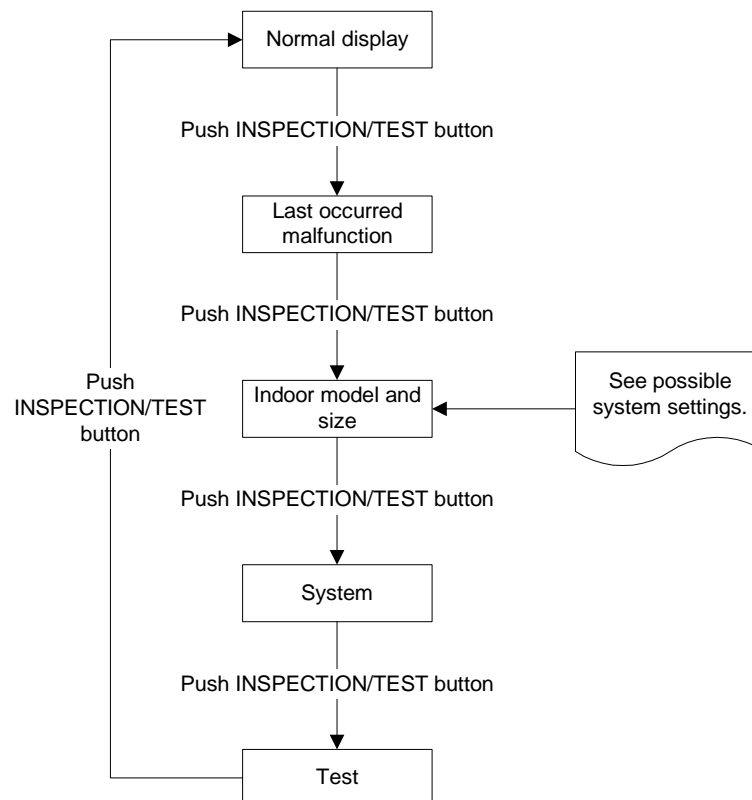 Normal display
Push INSPECTION/TEST button
Last occurred
malfunction
Push INSPECTION/TEST button
Push
INSPECTION/TEST
button
Indoor model and
size
See possible
system settings.
Push INSPECTION/TEST button
System
Push INSPECTION/TEST button
Test